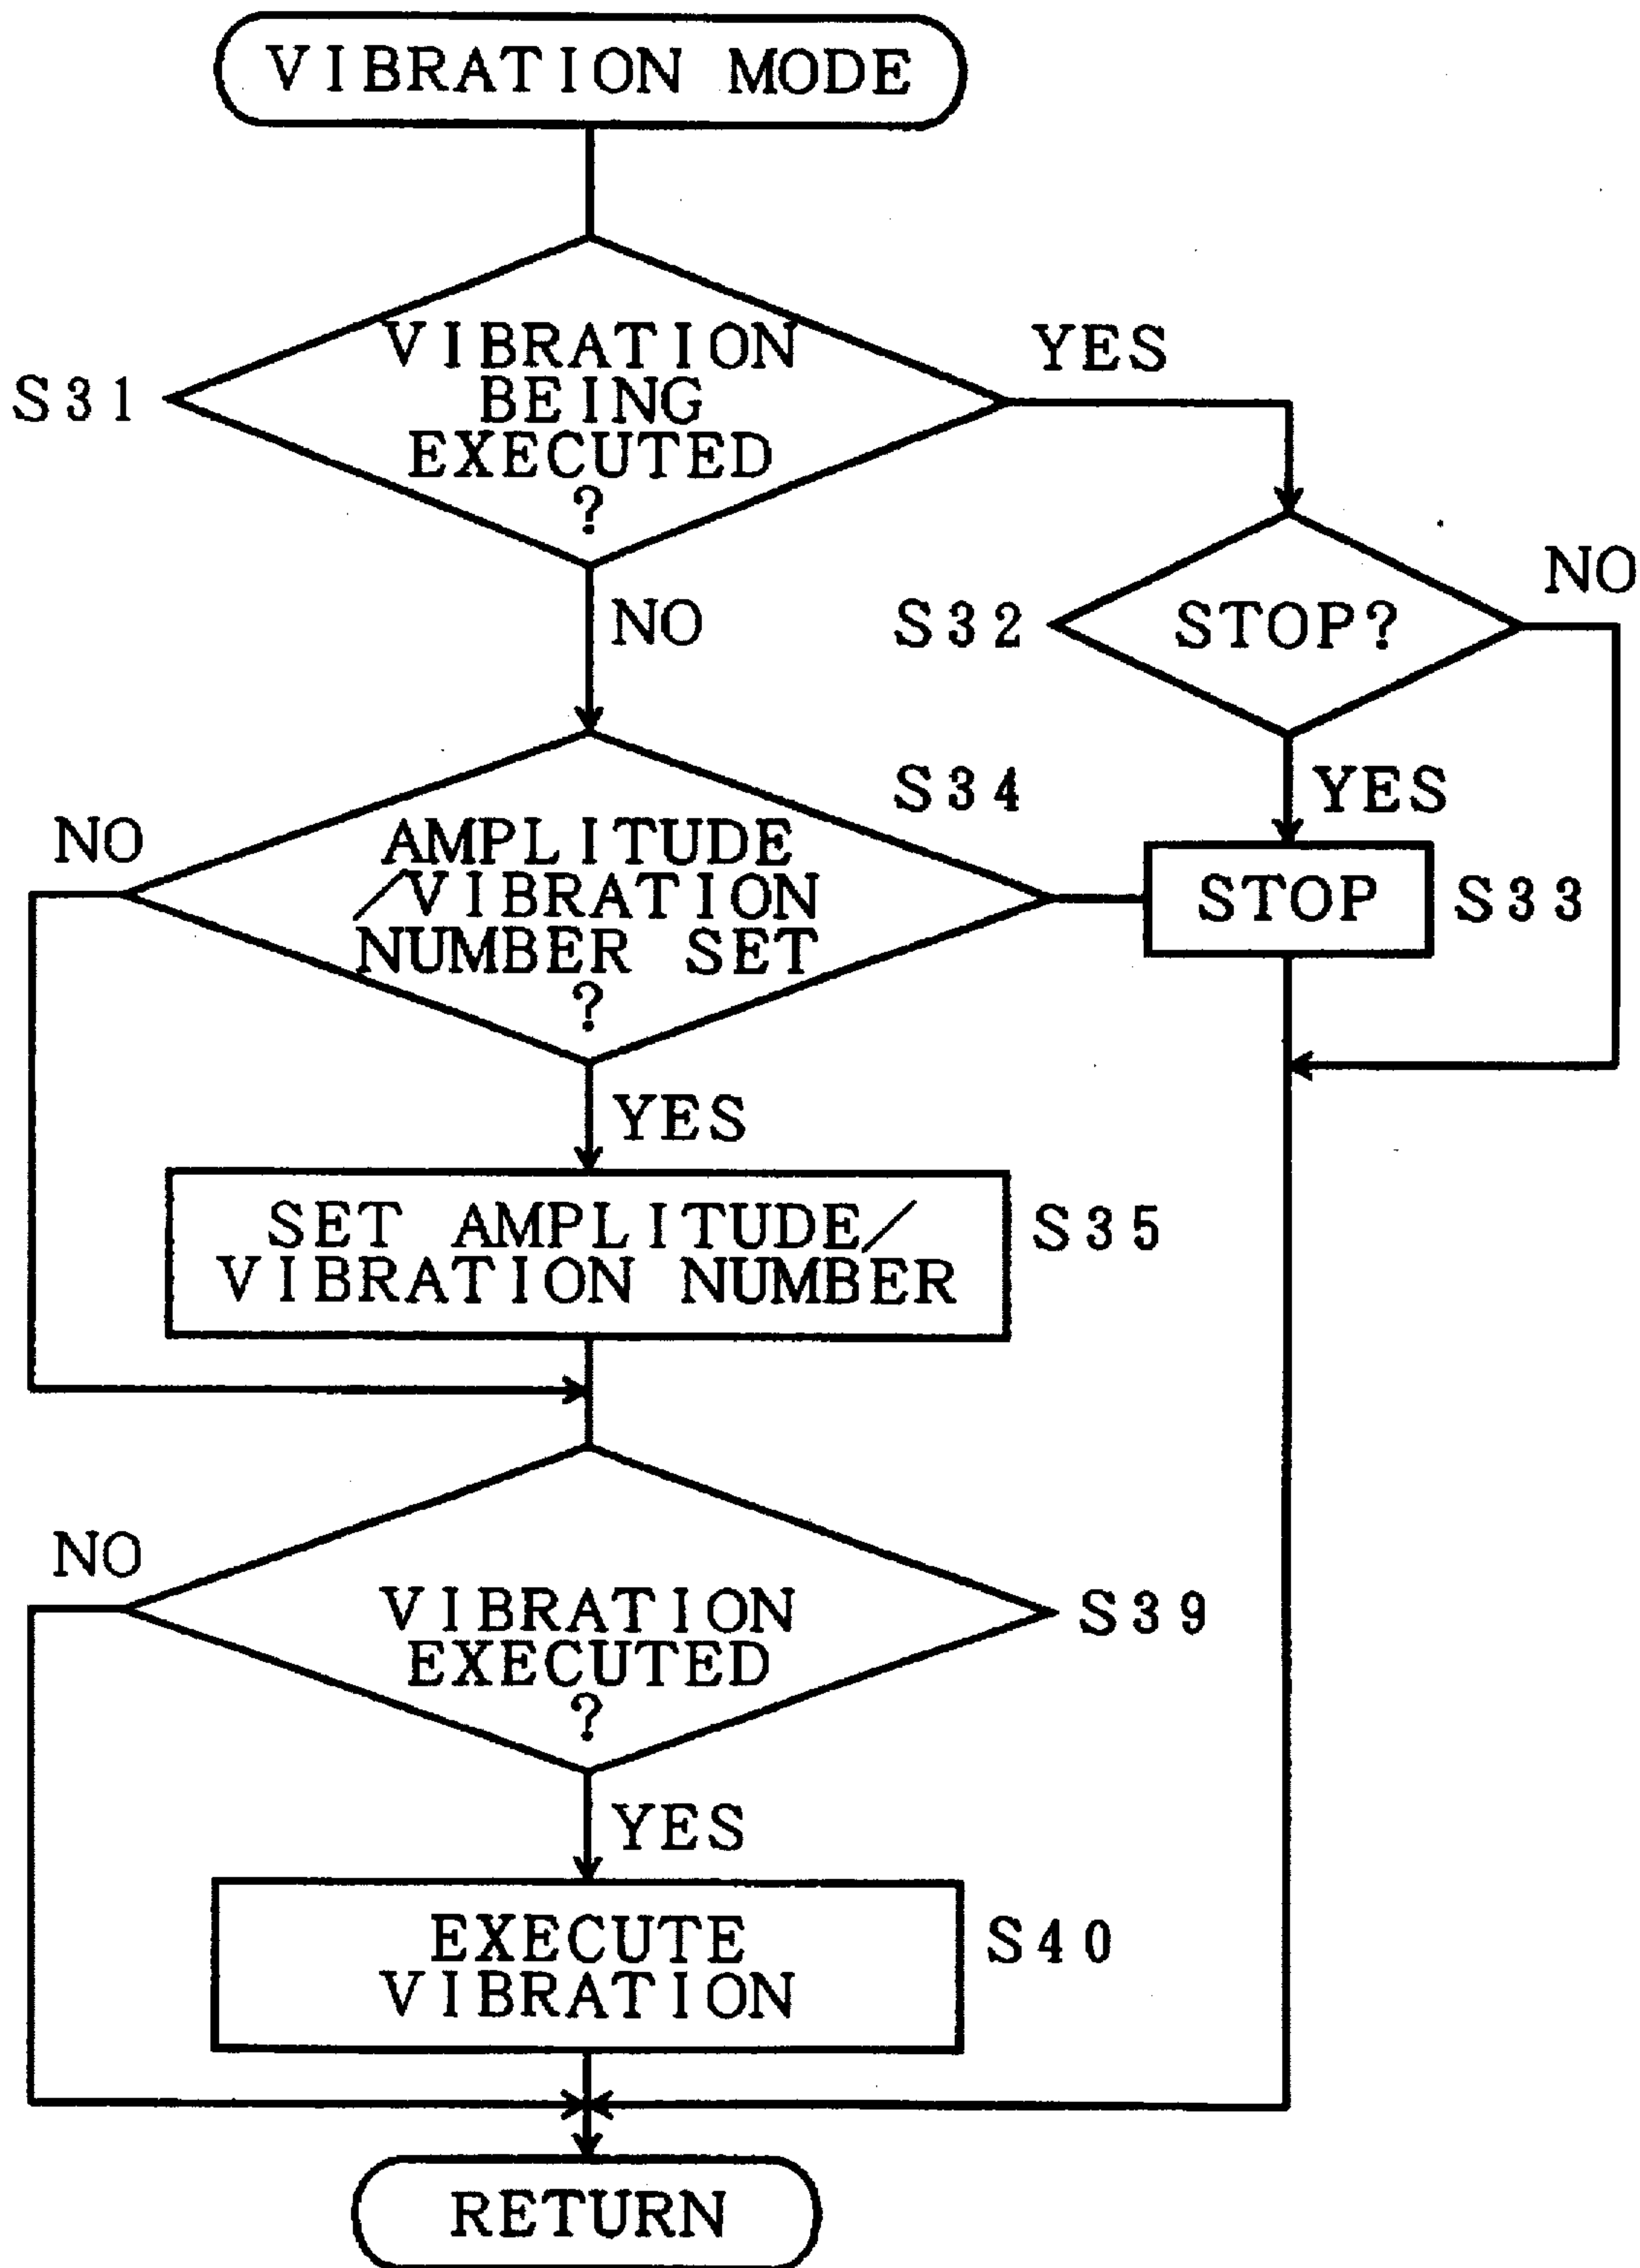 VIBRATION MODE
VIBRATION
BEING
EXECUTED
?
S31
YES
NO
STOP?
S32
NO
YES
STOP
S33
S34
AMPLITUDE
/VIBRATION
NUMBER SET
?
NO
YES
SET AMPLITUDE/
VIBRATION NUMBER
S35
VIBRATION
EXECUTED
?
S39
NO
YES
EXECUTE
VIBRATION
S40
RETURN